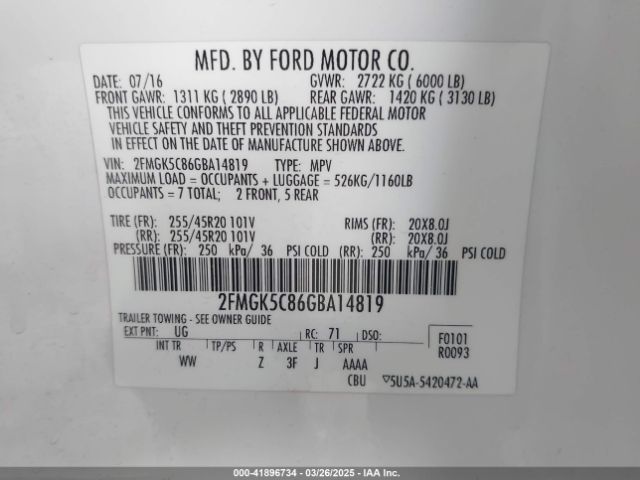 MFD. BY FORD MOTOR CO.
DATE: 07/16 GVWR: 2722 KG ( 6000 LB)
FRONT GAWR: 1311 KG ( 2890 LB) REAR GAWR: 1420 KG ( 3130 LB)
THIS VEHICLE CONFORMS TO ALL APPLICABLE FEDERAL MOTOR
VEHICLE SAFETY AND THEFT PREVENTION STANDARDS
IN EFFECT ON THE DATE OF MANUFACTURE SHOWN ABOVE.
VIN: 2FMGK5C86GBA14819 TYPE: MPV
MAXIMUM LOAD = OCCUPANTS + LUGGAGE = 526KG/1160LB
OCCUPANTS = 7 TOTAL; 2 FRONT, 5 REAR
TIRE (FR): 255/45R20 101V RIMS (FR): 20X8.0J
(RR): 255/45R20 101V (RR): 20X8.0J
PRESSURE (FR): 250 kPa/ 36 PSI COLD (RR): 250 kPa/ 36 PSI COLD
2FMGK5C86GBA14819
TRAILER TOWING - SEE OWNER GUIDE
EXT PNT: UG RC: 71 DSO: F0101
INT TR TP/PS R AXLE TR SPR R0093
WW Z 3F J AAAA
CBU ▽5U5A-5420472-AA
000-41896734 - 03/26/2025 - IAA Inc.